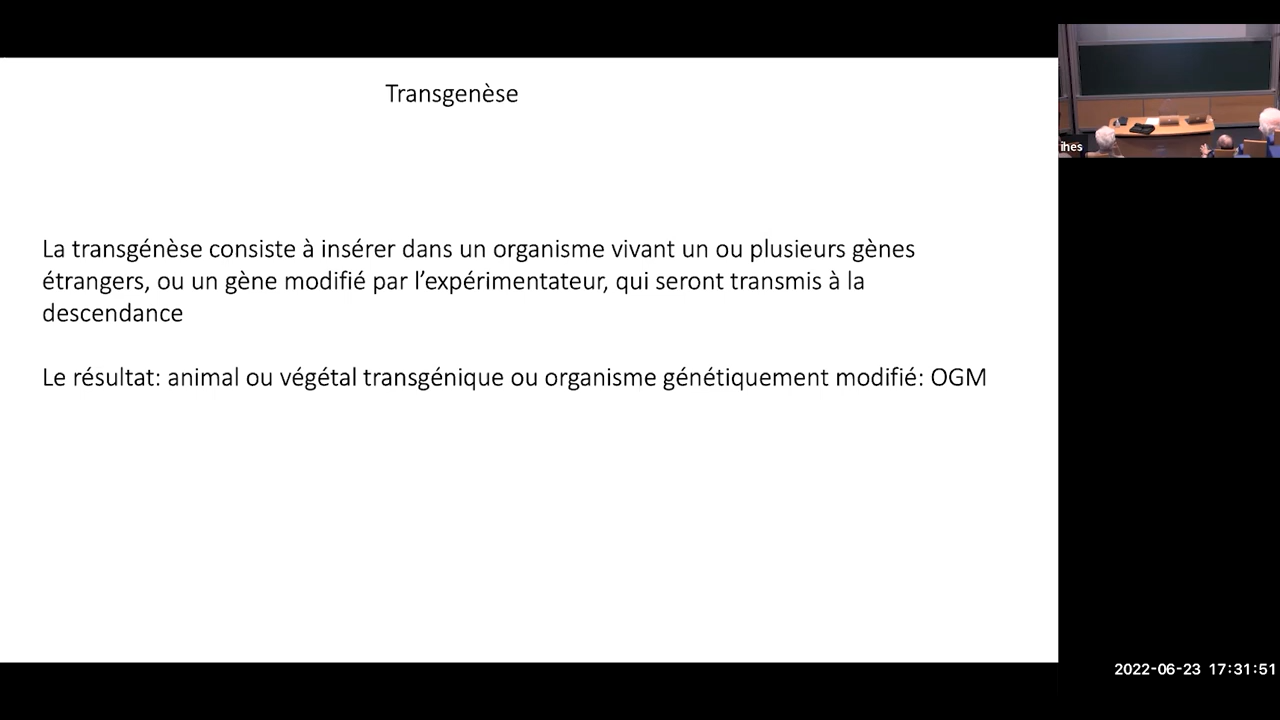 Transgenèse
ihes
La transgénèse consiste à insérer dans un organisme vivant un ou plusieurs gènes
étrangers, ou un gène modifié par l’expérimentateur, qui seront transmis à la
descendance
Le résultat: animal ou végétal transgénique ou organisme génétiquement modifié: OGM
2022-06-23 17:31:51